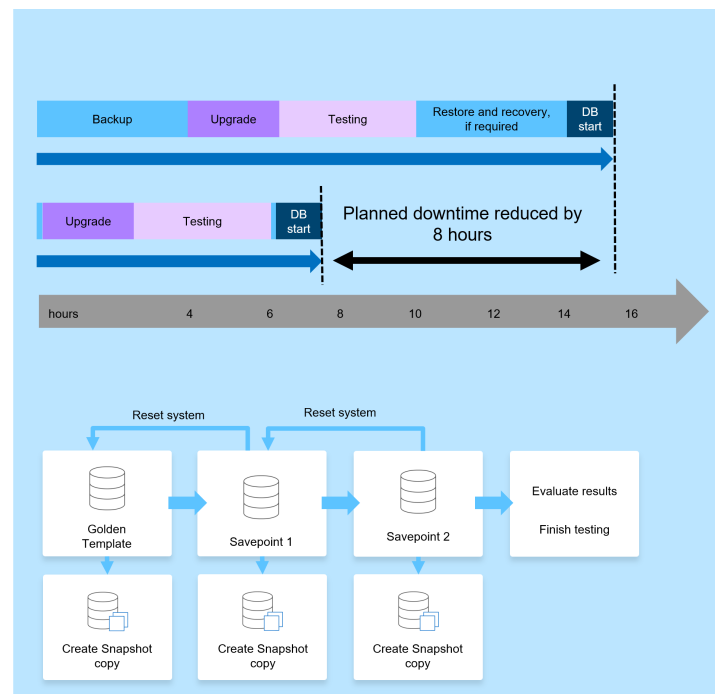 Backup
Upgrade
Testing
Restore and recovery,
if required
DB
start
Upgrade
Testing
DB
start
Planned downtime reduced by
8 hours
hours 4 6 8 10 12 14 16
Reset system
Reset system
Golden
Template
Savepoint 1
Savepoint 2
Evaluate results
Finish testing
Create Snapshot
copy
Create Snapshot
copy
Create Snapshot
copy